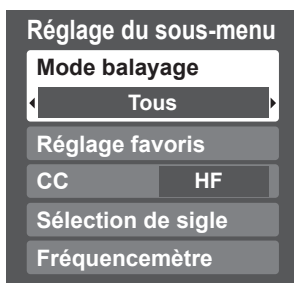 Réglage du sous-menu
Mode balayage
Tous
Réglage favoris
CC HF
Sélection de sigle
Fréquencemètre